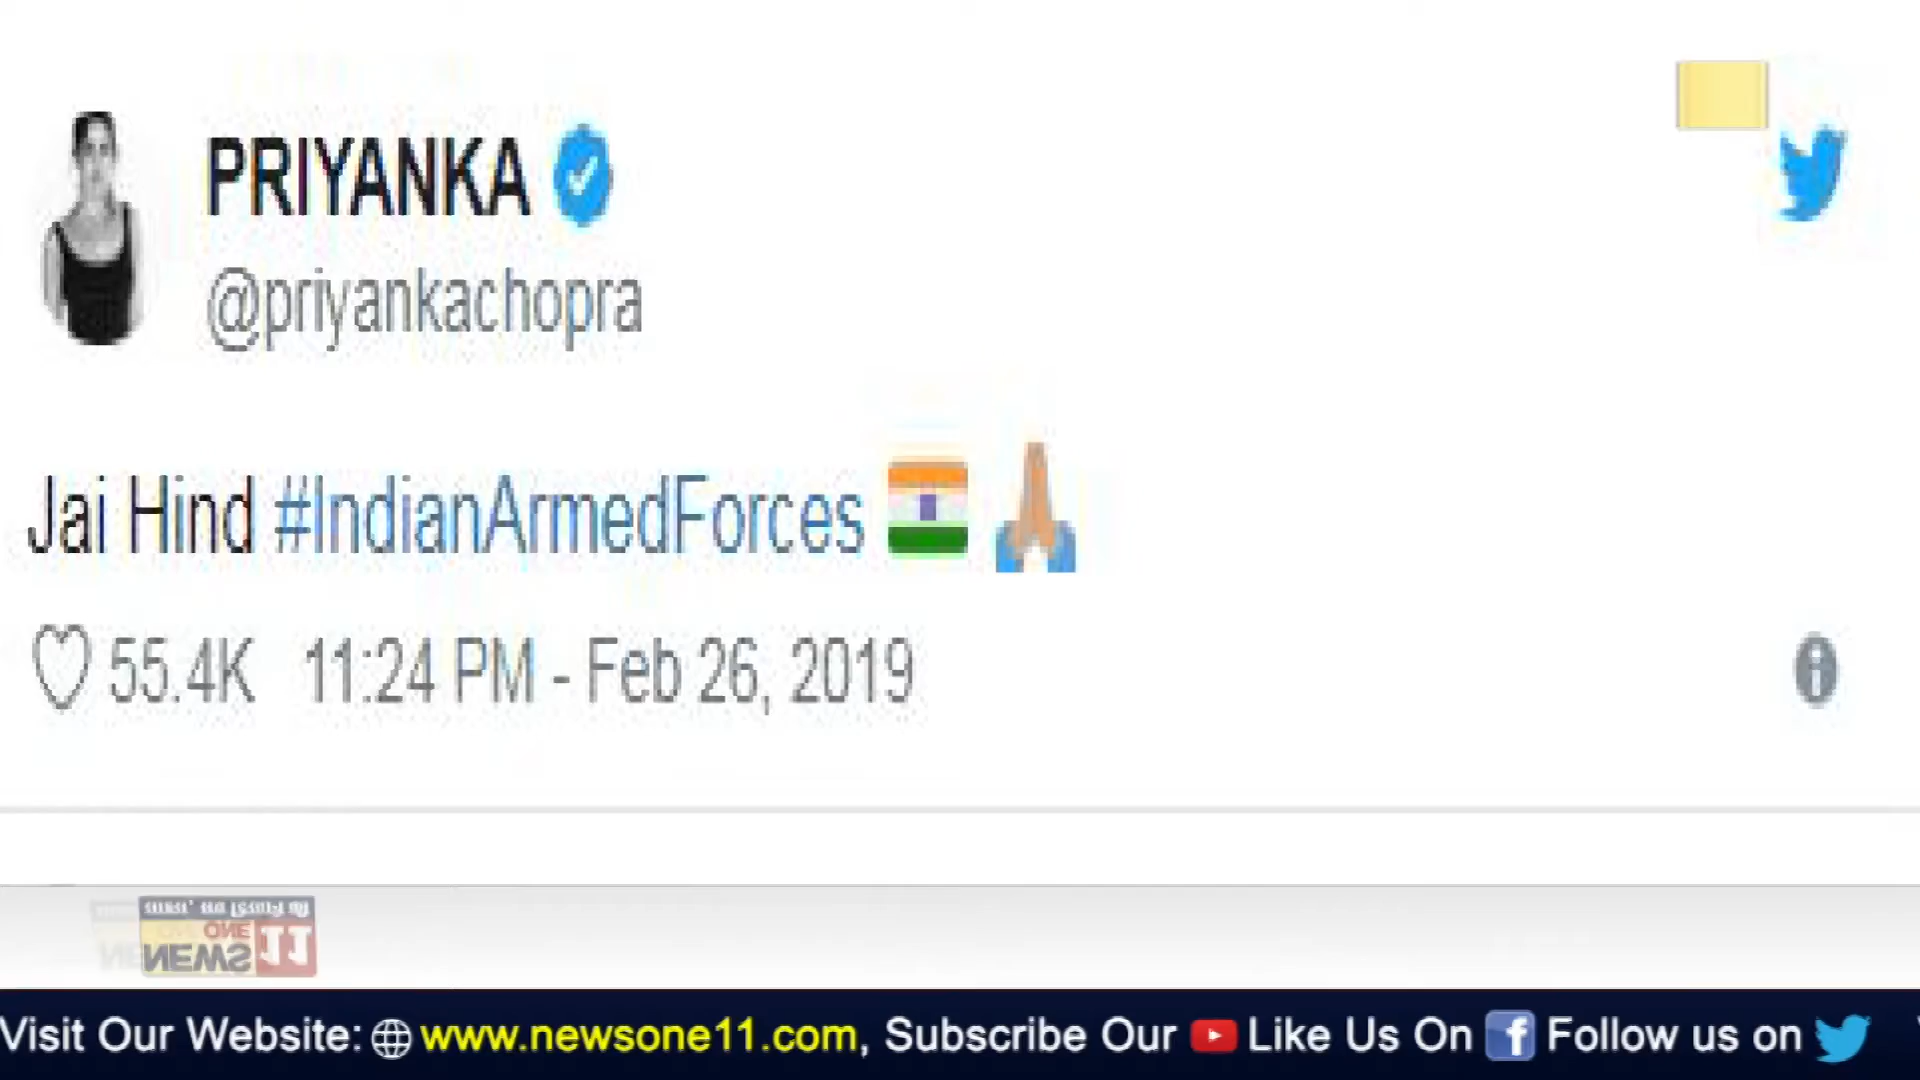 PRIYANKA
@priyankachopra
Jai Hind #IndianArmedForces 🇮🇳 🙏
55.4K 11:24 PM - Feb 26, 2019
ONE
NEWS 11
Visit Our Website: www.newsone11.com, Subscribe Our Like Us On Follow us on